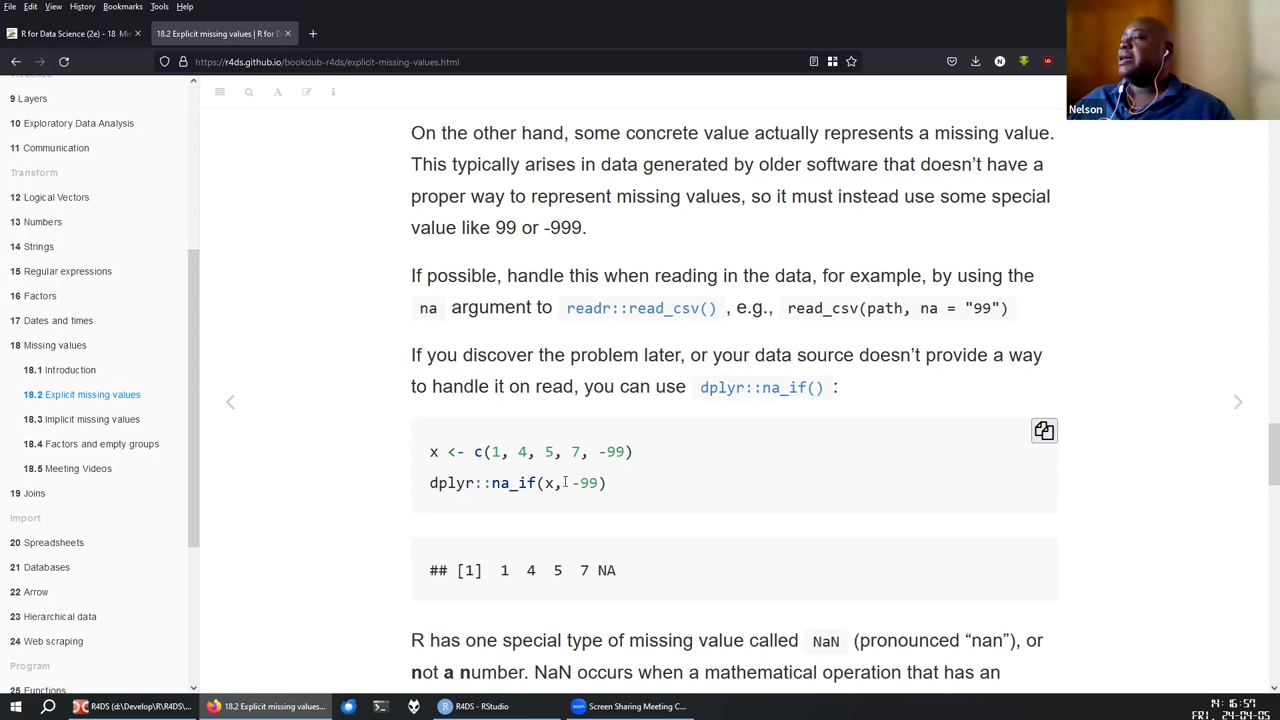 File Edit View History Bookmarks Tools Help
R for Data Science (2e) - 18 Mi
18.2 Explicit missing values | R for D
https://r4ds.github.io/bookclub-r4ds/explicit-missing-values.html
Nelson
9 Layers
10 Exploratory Data Analysis
11 Communication
Transform
12 Logical Vectors
13 Numbers
14 Strings
15 Regular expressions
16 Factors
17 Dates and times
18 Missing values
18.1 Introduction
18.2 Explicit missing values
18.3 Implicit missing values
18.4 Factors and empty groups
18.5 Meeting Videos
19 Joins
Import
20 Spreadsheets
21 Databases
22 Arrow
23 Hierarchical data
24 Web scraping
Program
25 Functions
On the other hand, some concrete value actually represents a missing value.
This typically arises in data generated by older software that doesn’t have a
proper way to represent missing values, so it must instead use some special
value like 99 or -999.
If possible, handle this when reading in the data, for example, by using the
na argument to readr::read_csv() , e.g., read_csv(path, na = "99")
If you discover the problem later, or your data source doesn’t provide a way
to handle it on read, you can use dplyr::na_if() :
x <- c(1, 4, 5, 7, -99)
dplyr::na_if(x, -99)
## [1] 1 4 5 7 NA
R has one special type of missing value called NaN (pronounced “nan”), or
not a number. NaN occurs when a mathematical operation that has an
R4DS (d:\Develop\R\R4DS)...
18.2 Explicit missing values...
R4DS - RStudio
Screen Sharing Meeting C...
14:16:57
FRI 24-04-05